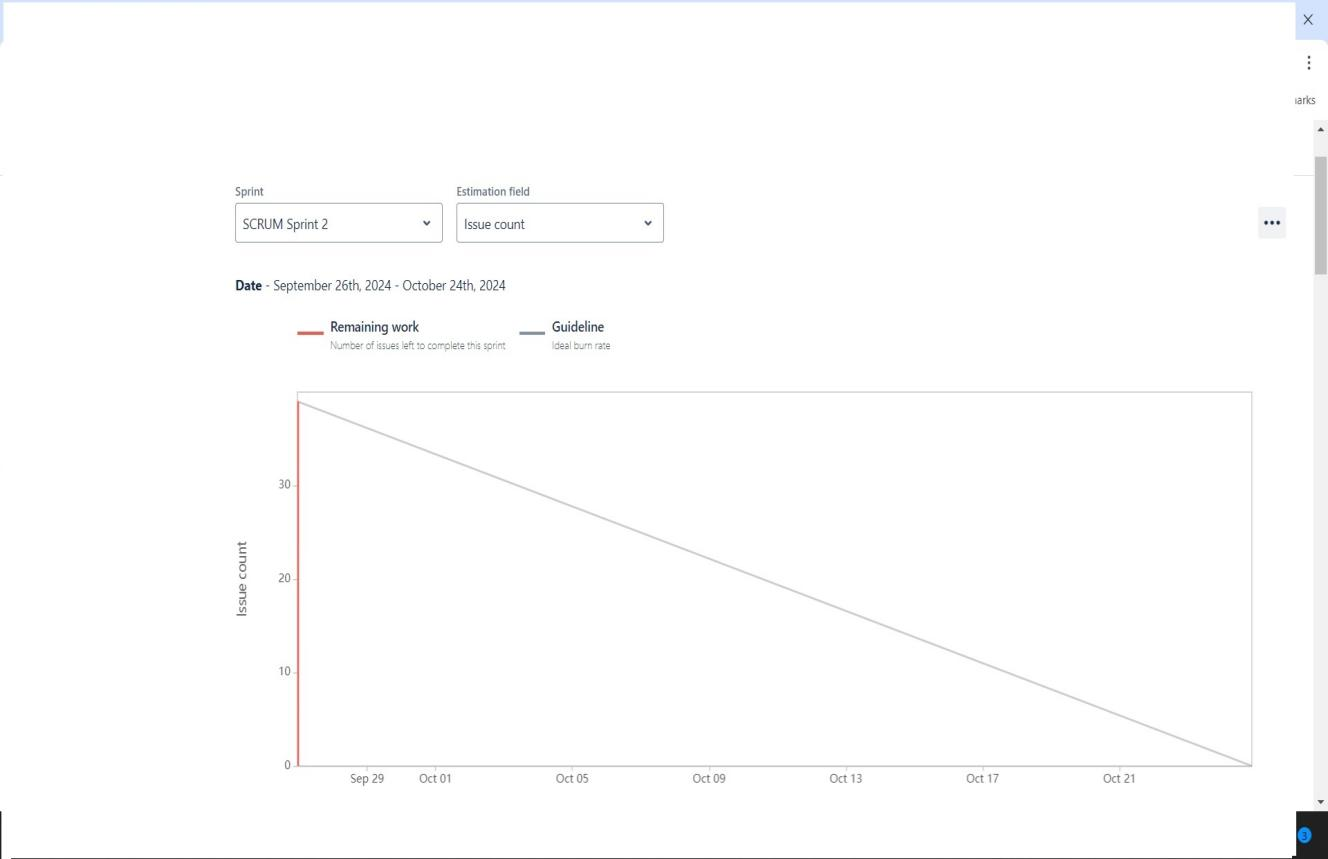 arks
Sprint
Estimation field
SCRUM Sprint 2
Issue count
Date - September 26th, 2024 - October 24th, 2024
Remaining work
Guideline
Number of issues left to complete this sprint
Ideal burn rate
30
20
10
0
Issue count
Sep 29
Oct 01
Oct 05
Oct 09
Oct 13
Oct 17
Oct 21
3